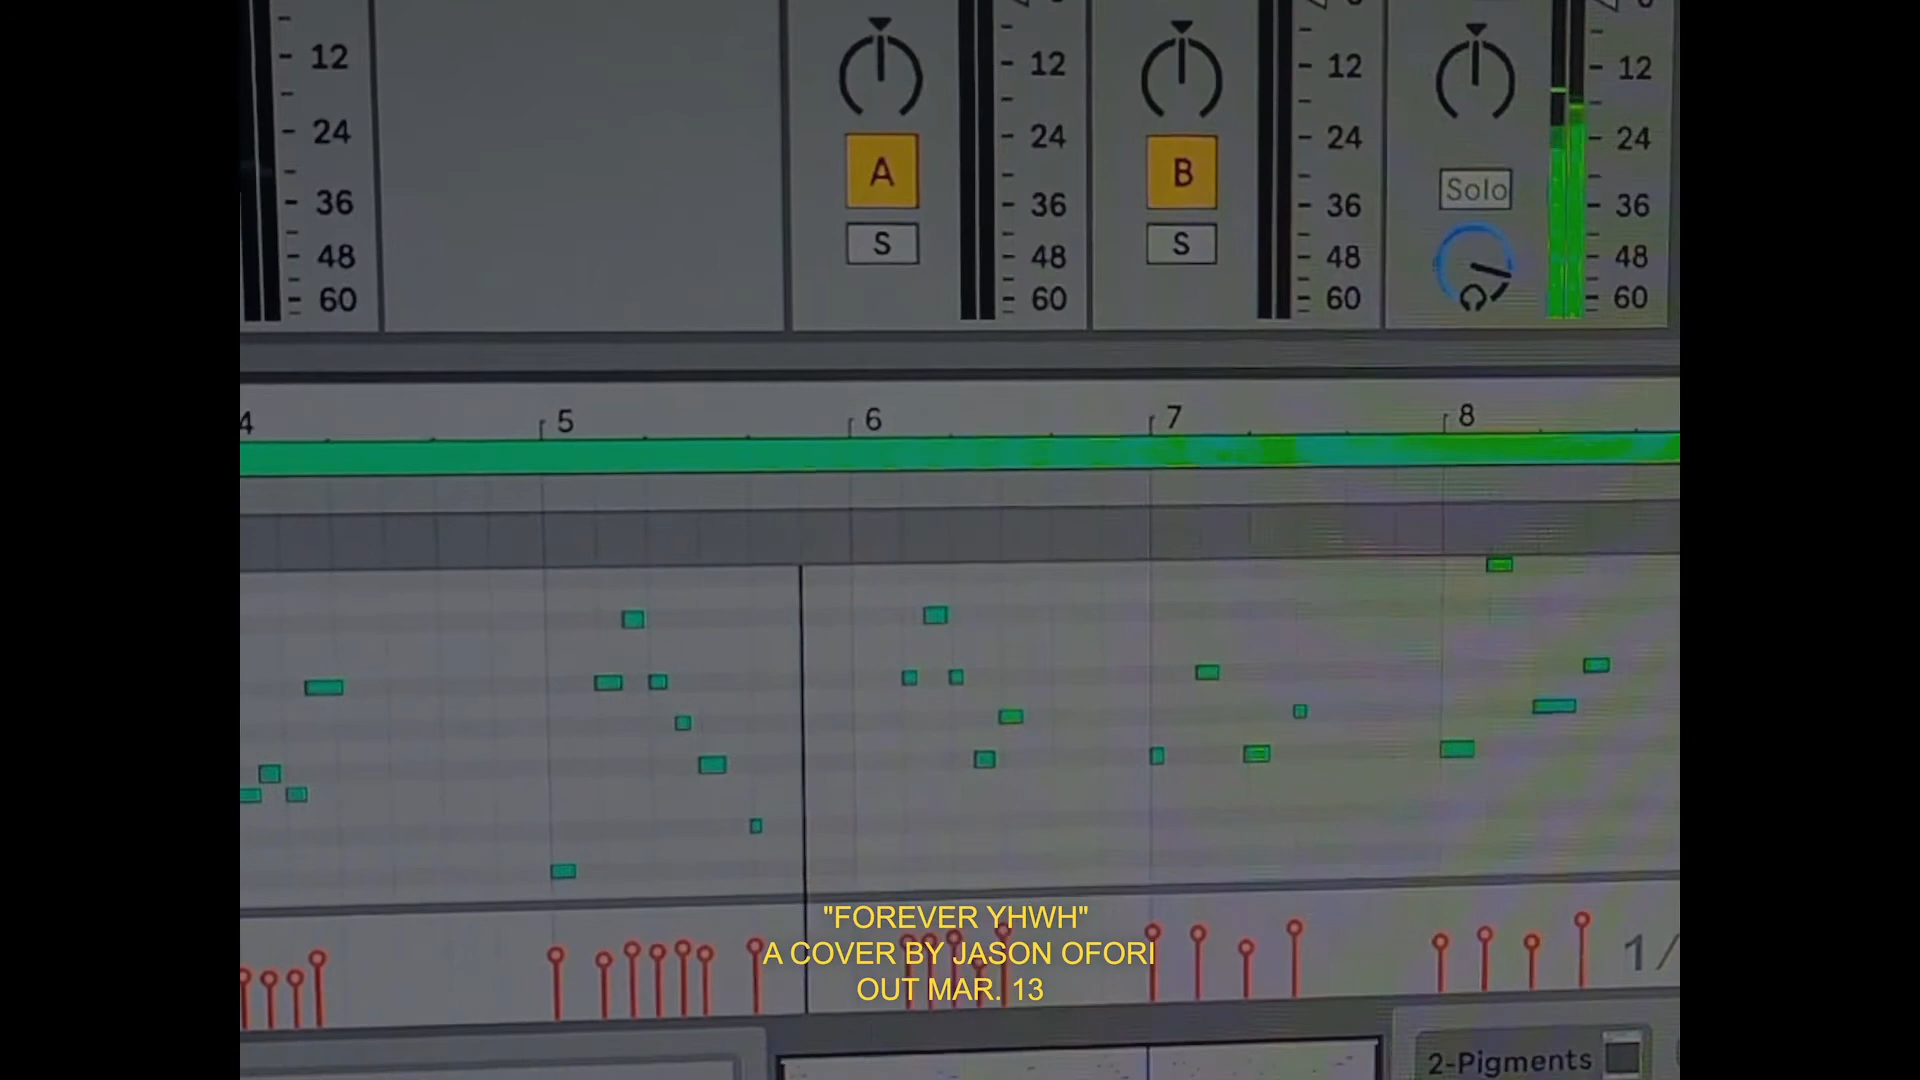 12 12 12 12
24 24 24 24
A B
Solo
36 36 36 36
S S
48 48 48 48
60 60 60 60
4 5 6 7 8
"FOREVER YHWH"
A COVER BY JASON OFORI
OUT MAR. 13
1/
2-Pigments